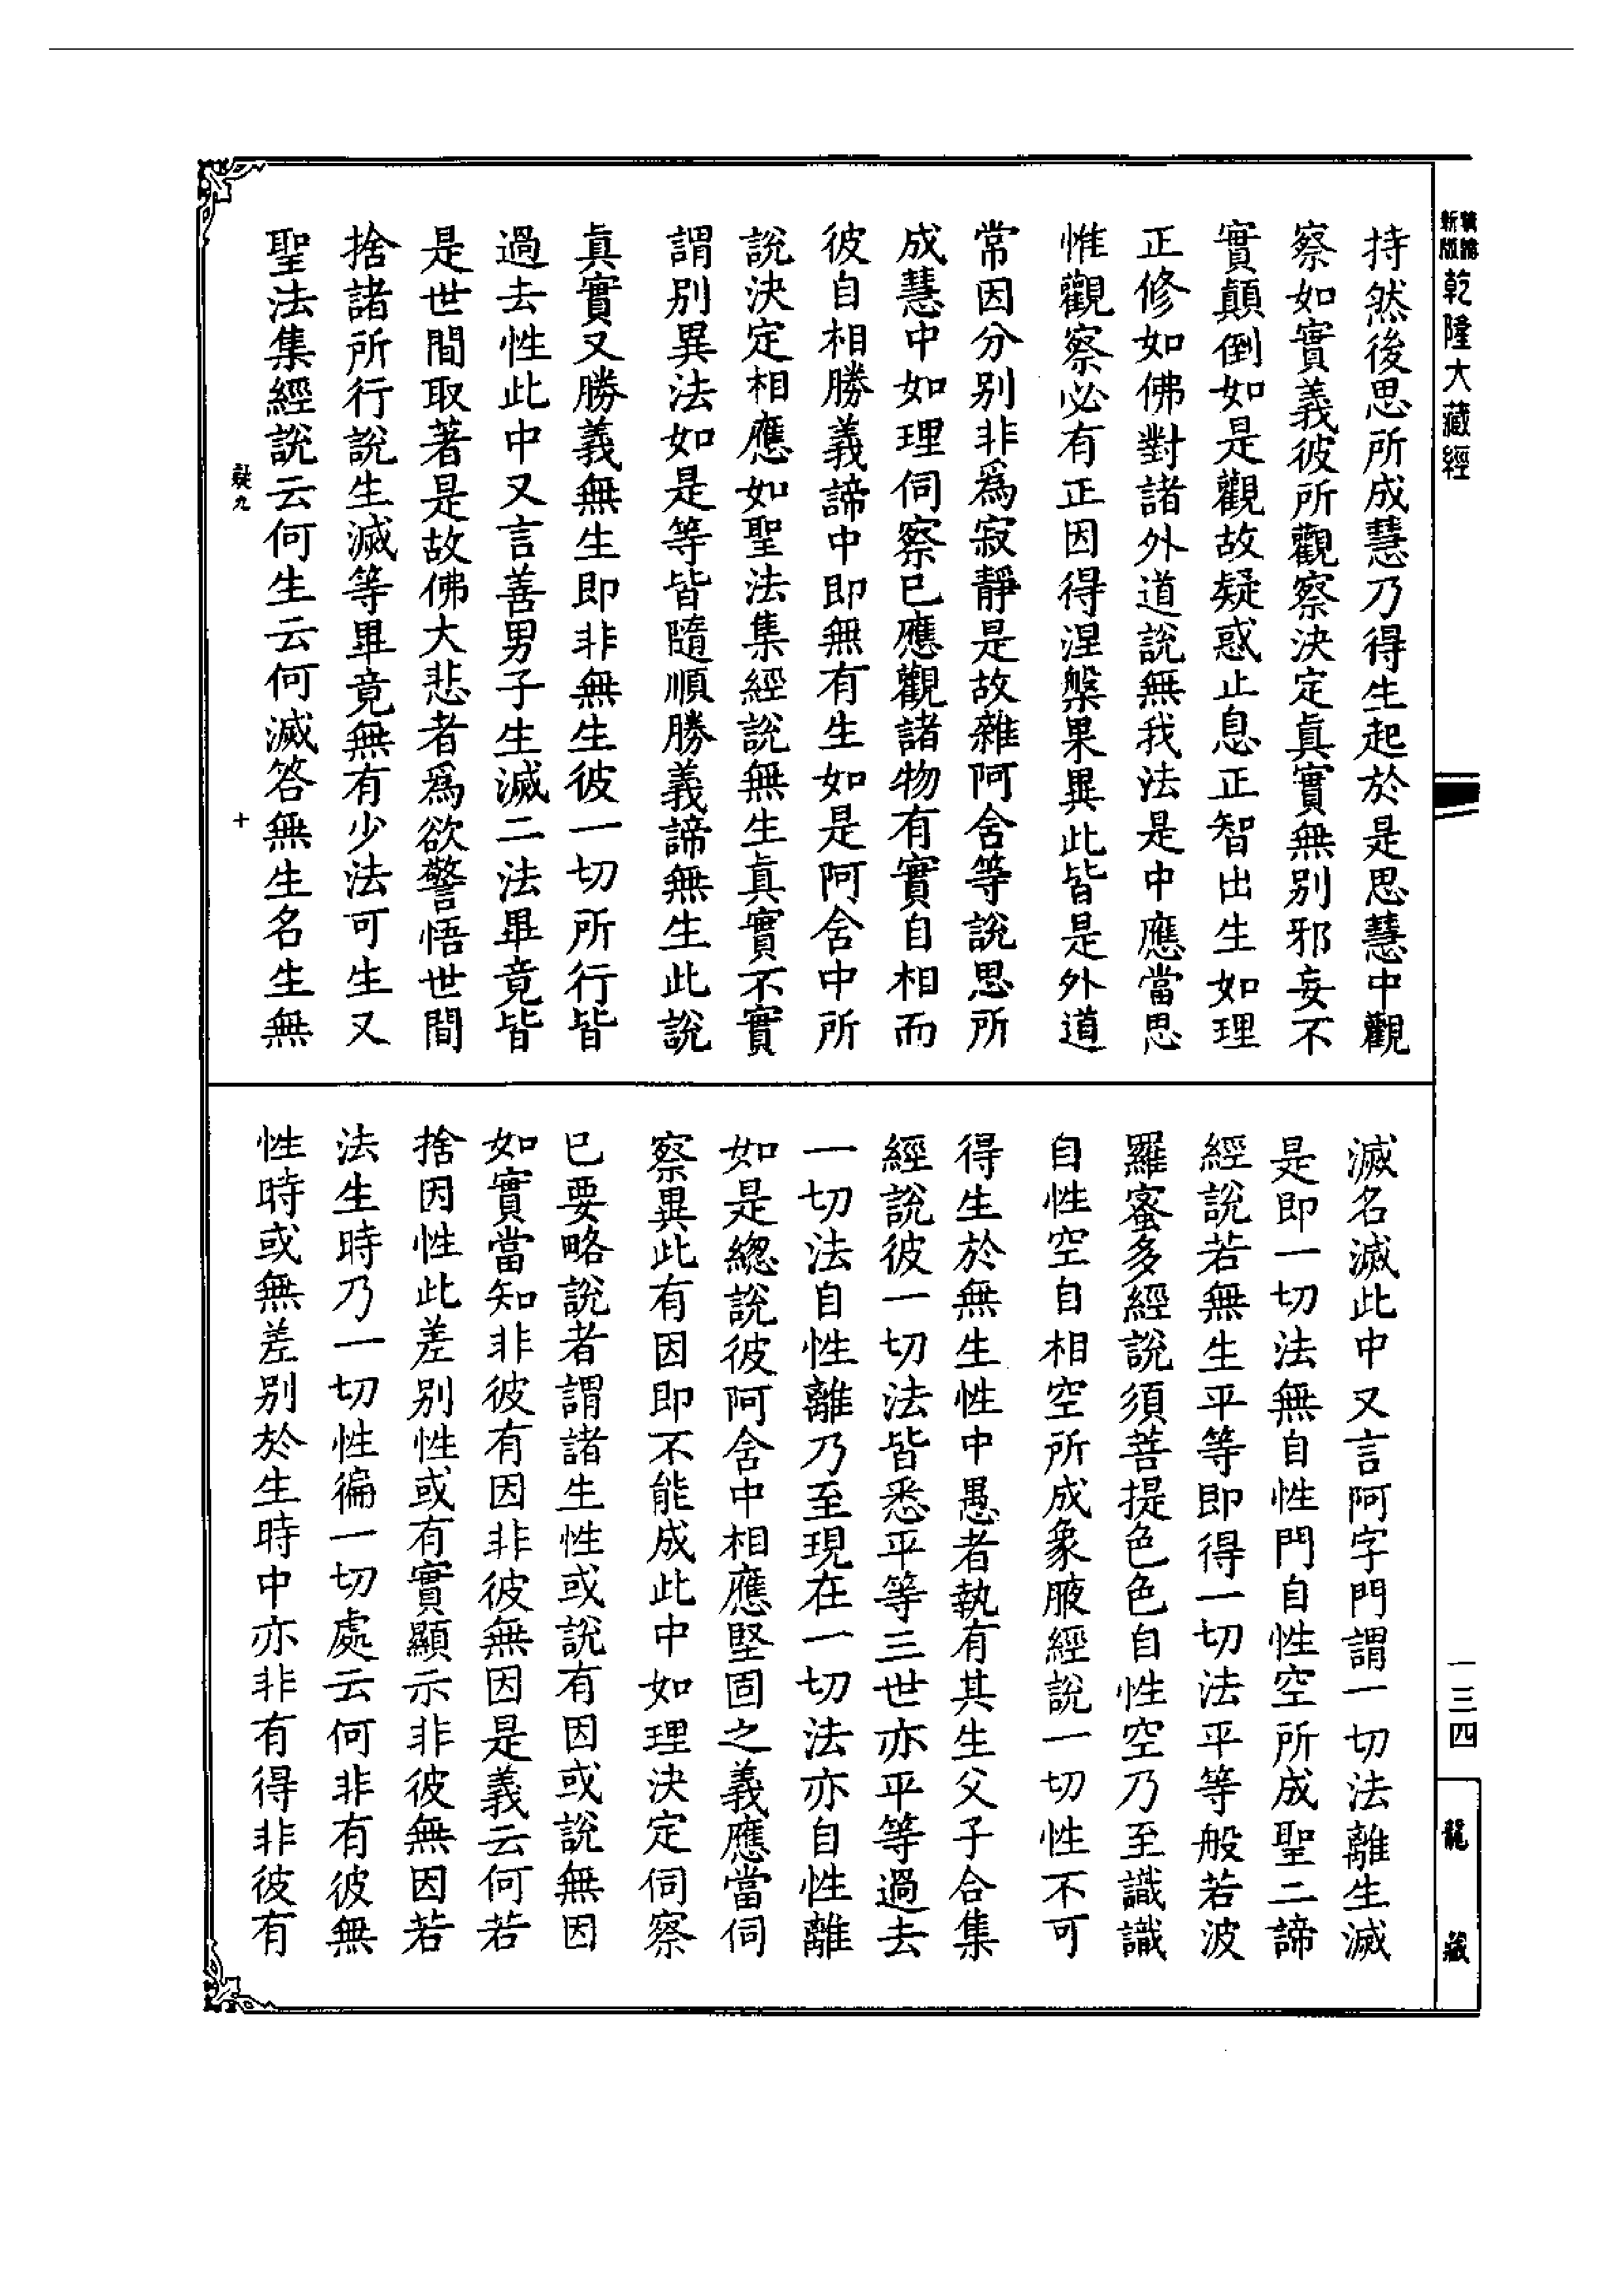 新版
乾隆大藏經
持然後思所成慧乃得生起於是思慧中觀
察如實義彼所觀察決定真實無別邪妄不
實顛倒如是觀故疑惑止息正智出生如理
正修如佛對諸外道說無我法是中應當思
惟觀察必有正因得涅槃果異此皆是外道
常因分別非爲寂靜是故雜阿舍等說思所
成慧中如理伺察已應觀諸物有實自相而
彼自相勝義諦中即無有生如是阿舍中所
說決定相應如聖法集經說無生真實不實
謂別異法如是等皆隨順勝義諦無生此說
真實又勝義無生即非無生彼一切所行皆
過去性此中又言善男子生滅二法畢竟皆
是世間取著是故佛大悲者爲欲警悟世間
捨諸所行說生滅等畢竟無有少法可生又
聖法集經說云何生云何滅答無生名生無
疑九
十
滅名滅此中又言阿字門謂一切法離生滅
是即一切法無自性門自性空所成聖二諦
經說若無生平等即得一切法平等般若波
羅蜜多經說須菩提色色自性空乃至識識
自性空自相空所成象腋經說一切性不可
得生於無生性中愚者執有其生父子合集
經說彼一切法皆悉平等三世亦平等過去
一切法自性離乃至現在一切法亦自性離
如是總說彼阿舍中相應堅固之義應當伺
察異此有因即不能成此中如理決定伺察
已要略說者謂諸生性或說有因或說無因
如實當知非彼有因非彼無因是義云何若
捨因性此差別性或有實顯示非彼無因若
法生時乃一切性徧一切處云何非有彼無
性時或無差別於生時中亦非有得非彼有
一三四
龍藏